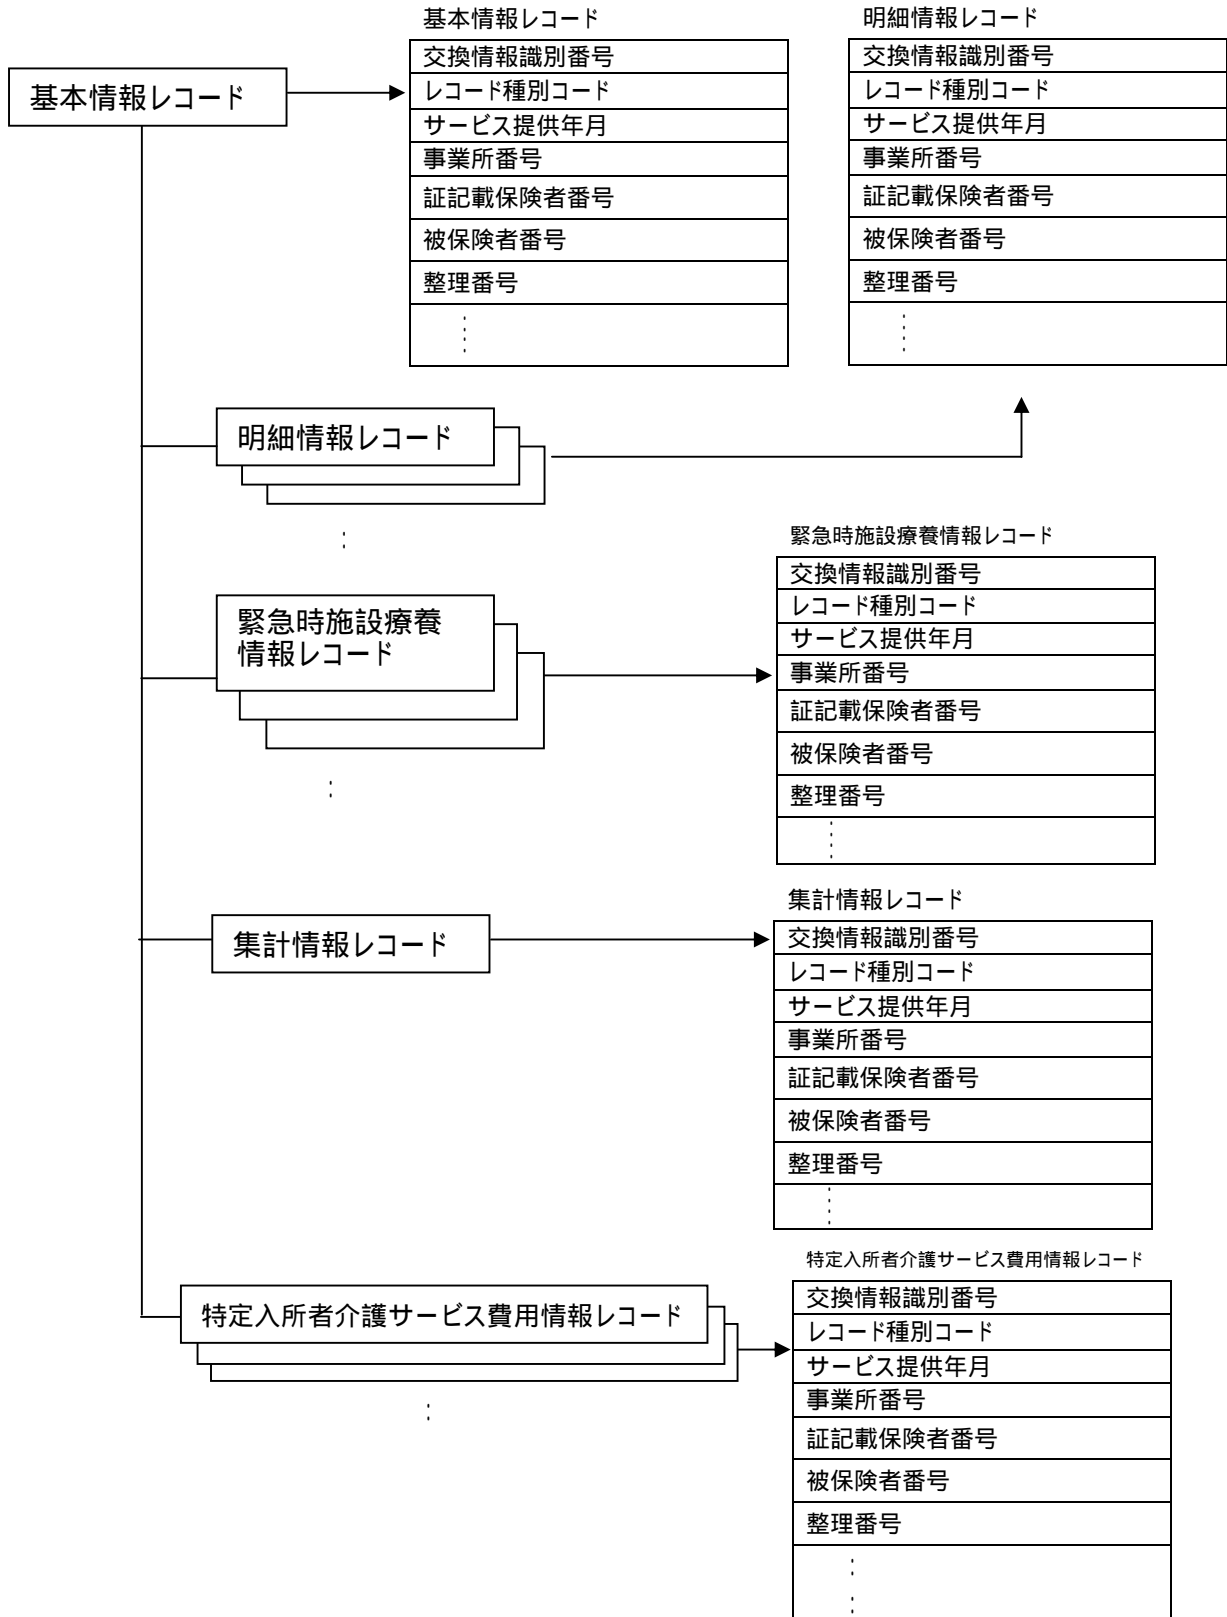 基本情報レコード
基本情報レコード
交換情報識別番号
レコード種別コード
サービス提供年月
事業所番号
証記載保険者番号
被保険者番号
整理番号
明細情報レコード
交換情報識別番号
レコード種別コード
サービス提供年月
事業所番号
証記載保険者番号
被保険者番号
整理番号
明細情報レコード
緊急時施設療養
情報レコード
緊急時施設療養情報レコード
交換情報識別番号
レコード種別コード
サービス提供年月
事業所番号
証記載保険者番号
被保険者番号
整理番号
集計情報レコード
集計情報レコード
交換情報識別番号
レコード種別コード
サービス提供年月
事業所番号
証記載保険者番号
被保険者番号
整理番号
特定入所者介護サービス費用情報レコード
特定入所者介護サービス費用情報レコード
交換情報識別番号
レコード種別コード
サービス提供年月
事業所番号
証記載保険者番号
被保険者番号
整理番号